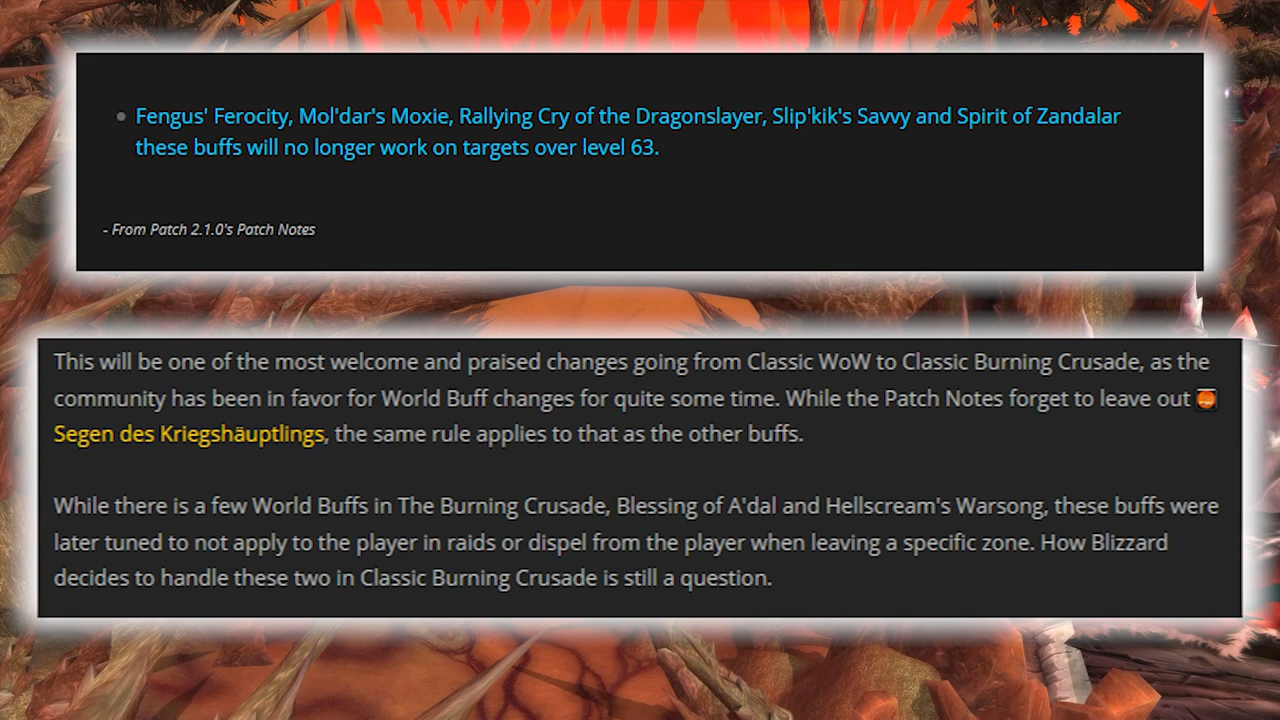 Fengus' Ferocity, Mol'dar's Moxie, Rallying Cry of the Dragonslayer, Slip'kik's Savvy and Spirit of Zandalar
these buffs will no longer work on targets over level 63.
- From Patch 2.1.0's Patch Notes
This will be one of the most welcome and praised changes going from Classic WoW to Classic Burning Crusade, as the
community has been in favor for World Buff changes for quite some time. While the Patch Notes forget to leave out
Segen des Kriegshäuptlings, the same rule applies to that as the other buffs.
While there is a few World Buffs in The Burning Crusade, Blessing of A'dal and Hellscream's Warsong, these buffs were
later tuned to not apply to the player in raids or dispel from the player when leaving a specific zone. How Blizzard
decides to handle these two in Classic Burning Crusade is still a question.